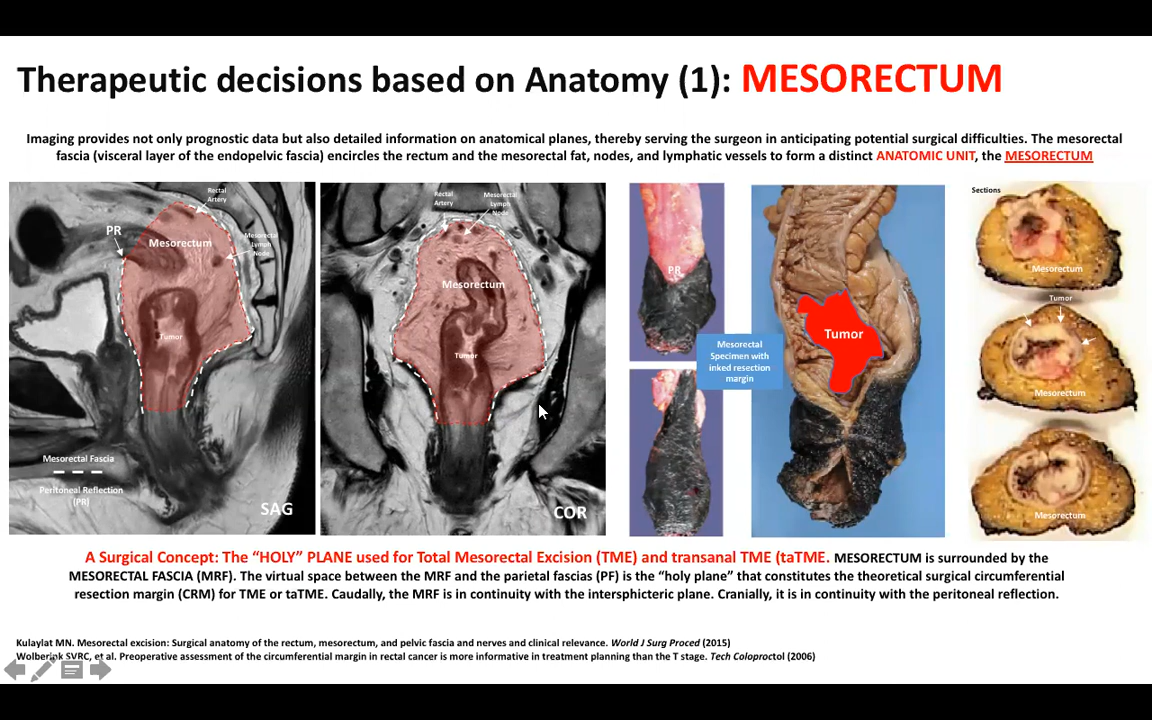 Therapeutic decisions based on Anatomy (1): MESORECTUM
Imaging provides not only prognostic data but also detailed information on anatomical planes, thereby serving the surgeon in anticipating potential surgical difficulties. The mesorectal
fascia (visceral layer of the endopelvic fascia) encircles the rectum and the mesorectal fat, nodes, and lymphatic vessels to form a distinct ANATOMIC UNIT, the MESORECTUM
Rectal
Artery
PR
Mesorectum
Mesorectal
Lymph
Node
Tumor
Mesorectal Fascia
Peritoneal Reflection
(PR)
SAG
Rectal
Artery
Mesorectal
Lymph
Node
Mesorectum
Tumor
COR
PR
Mesorectal
Specimen with
inked resection
margin
Tumor
Sections
Mesorectum
Tumor
Mesorectum
Mesorectum
A Surgical Concept: The “HOLY” PLANE used for Total Mesorectal Excision (TME) and transanal TME (taTME. MESORECTUM is surrounded by the
MESORECTAL FASCIA (MRF). The virtual space between the MRF and the parietal fascias (PF) is the “holy plane” that constitutes the theoretical surgical circumferential
resection margin (CRM) for TME or taTME. Caudally, the MRF is in continuity with the intersphicteric plane. Cranially, it is in continuity with the peritoneal reflection.
Kulaylat MN. Mesorectal excision: Surgical anatomy of the rectum, mesorectum, and pelvic fascia and nerves and clinical relevance. World J Surg Proced (2015)
Wolberink SVRC, et al. Preoperative assessment of the circumferential margin in rectal cancer is more informative in treatment planning than the T stage. Tech Coloproctol (2006)